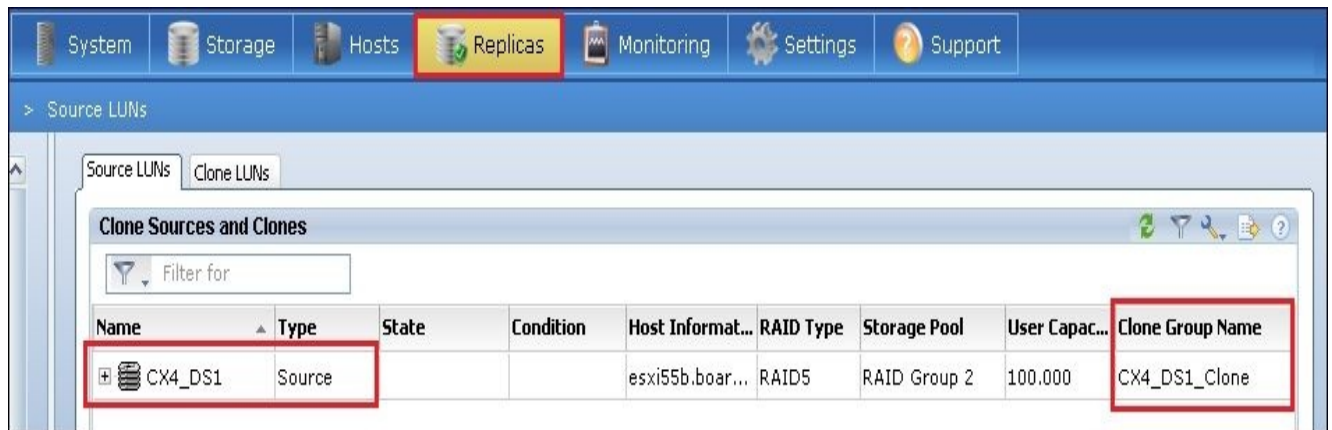 System Storage Hosts Replicas Monitoring Settings Support
> Source LUNs
Source LUNs Clone LUNs
Clone Sources and Clones
Filter for
Name Type State Condition Host Informat... RAID Type Storage Pool User Capac... Clone Group Name
CX4_DS1 Source esxi55b.boar... RAID5 RAID Group 2 100.000 CX4_DS1_Clone